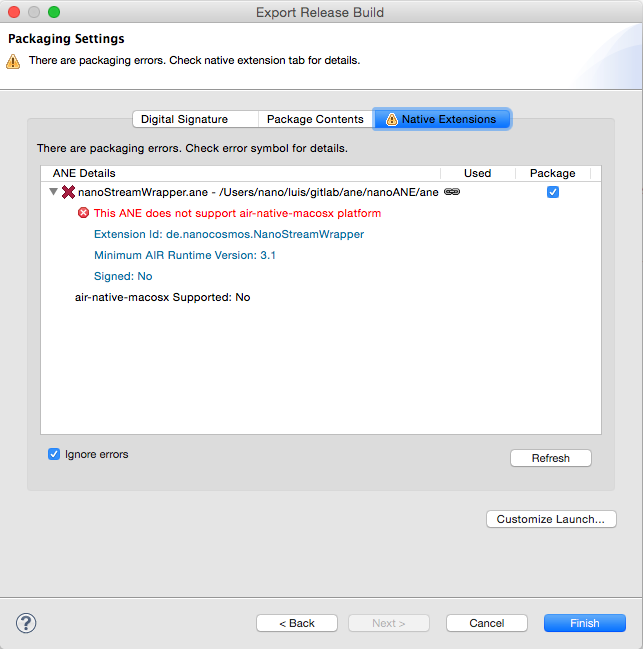 Export Release Build
Packaging Settings
There are packaging errors. Check native extension tab for details.
Digital Signature
Package Contents
Native Extensions
There are packaging errors. Check error symbol for details.
ANE Details Used Package
nanoStreamWrapper.ane - /Users/nano/luis/gitlab/ane/nanoANE/ane
This ANE does not support air-native-macosx platform
Extension Id: de.nanocosmos.NanoStreamWrapper
Minimum AIR Runtime Version: 3.1
Signed: No
air-native-macosx Supported: No
Ignore errors
Refresh
Customize Launch...
?
< Back
Next >
Cancel
Finish